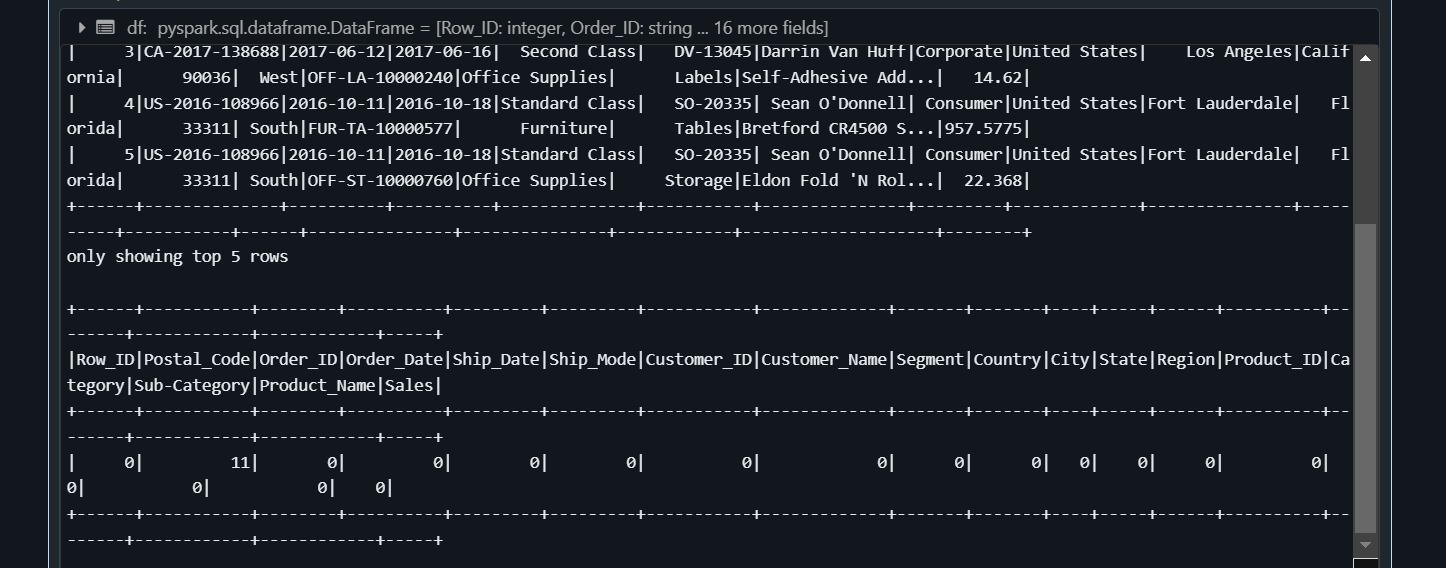 df: pyspark.sql.dataframe.DataFrame = [Row_ID: integer, Order_ID: string ... 16 more fields]
|     3|CA-2017-138688|2017-06-12|2017-06-16|  Second Class|   DV-13045|Darrin Van Huff|Corporate|United States|    Los Angeles|Calif
ornia|      90036|  West|OFF-LA-10000240|Office Supplies|      Labels|Self-Adhesive Add...|   14.62|
|     4|US-2016-108966|2016-10-11|2016-10-18|Standard Class|   SO-20335| Sean O'Donnell| Consumer|United States|Fort Lauderdale|   Fl
orida|      33311| South|FUR-TA-10000577|      Furniture|      Tables|Bretford CR4500 S...|957.5775|
|     5|US-2016-108966|2016-10-11|2016-10-18|Standard Class|   SO-20335| Sean O'Donnell| Consumer|United States|Fort Lauderdale|   Fl
orida|      33311| South|OFF-ST-10000760|Office Supplies|     Storage|Eldon Fold 'N Rol...|  22.368|
+------+--------------+----------+----------+--------------+-----------+---------------+---------+-------------+---------------+-----
-----+-----------+------+---------------+---------------+------------+--------------------+--------+
only showing top 5 rows
+------+-----------+--------+----------+---------+---------+-----------+-------------+-------+-------+----+-----+------+----------+--
------+------------+------------+-----+
|Row_ID|Postal_Code|Order_ID|Order_Date|Ship_Date|Ship_Mode|Customer_ID|Customer_Name|Segment|Country|City|State|Region|Product_ID|Ca
tegory|Sub-Category|Product_Name|Sales|
+------+-----------+--------+----------+---------+---------+-----------+-------------+-------+-------+----+-----+------+----------+--
------+------------+------------+-----+
|     0|         11|       0|         0|        0|        0|          0|            0|      0|      0|   0|    0|     0|         0|
0|           0|           0|    0|
+------+-----------+--------+----------+---------+---------+-----------+-------------+-------+-------+----+-----+------+----------+--
------+------------+------------+-----+